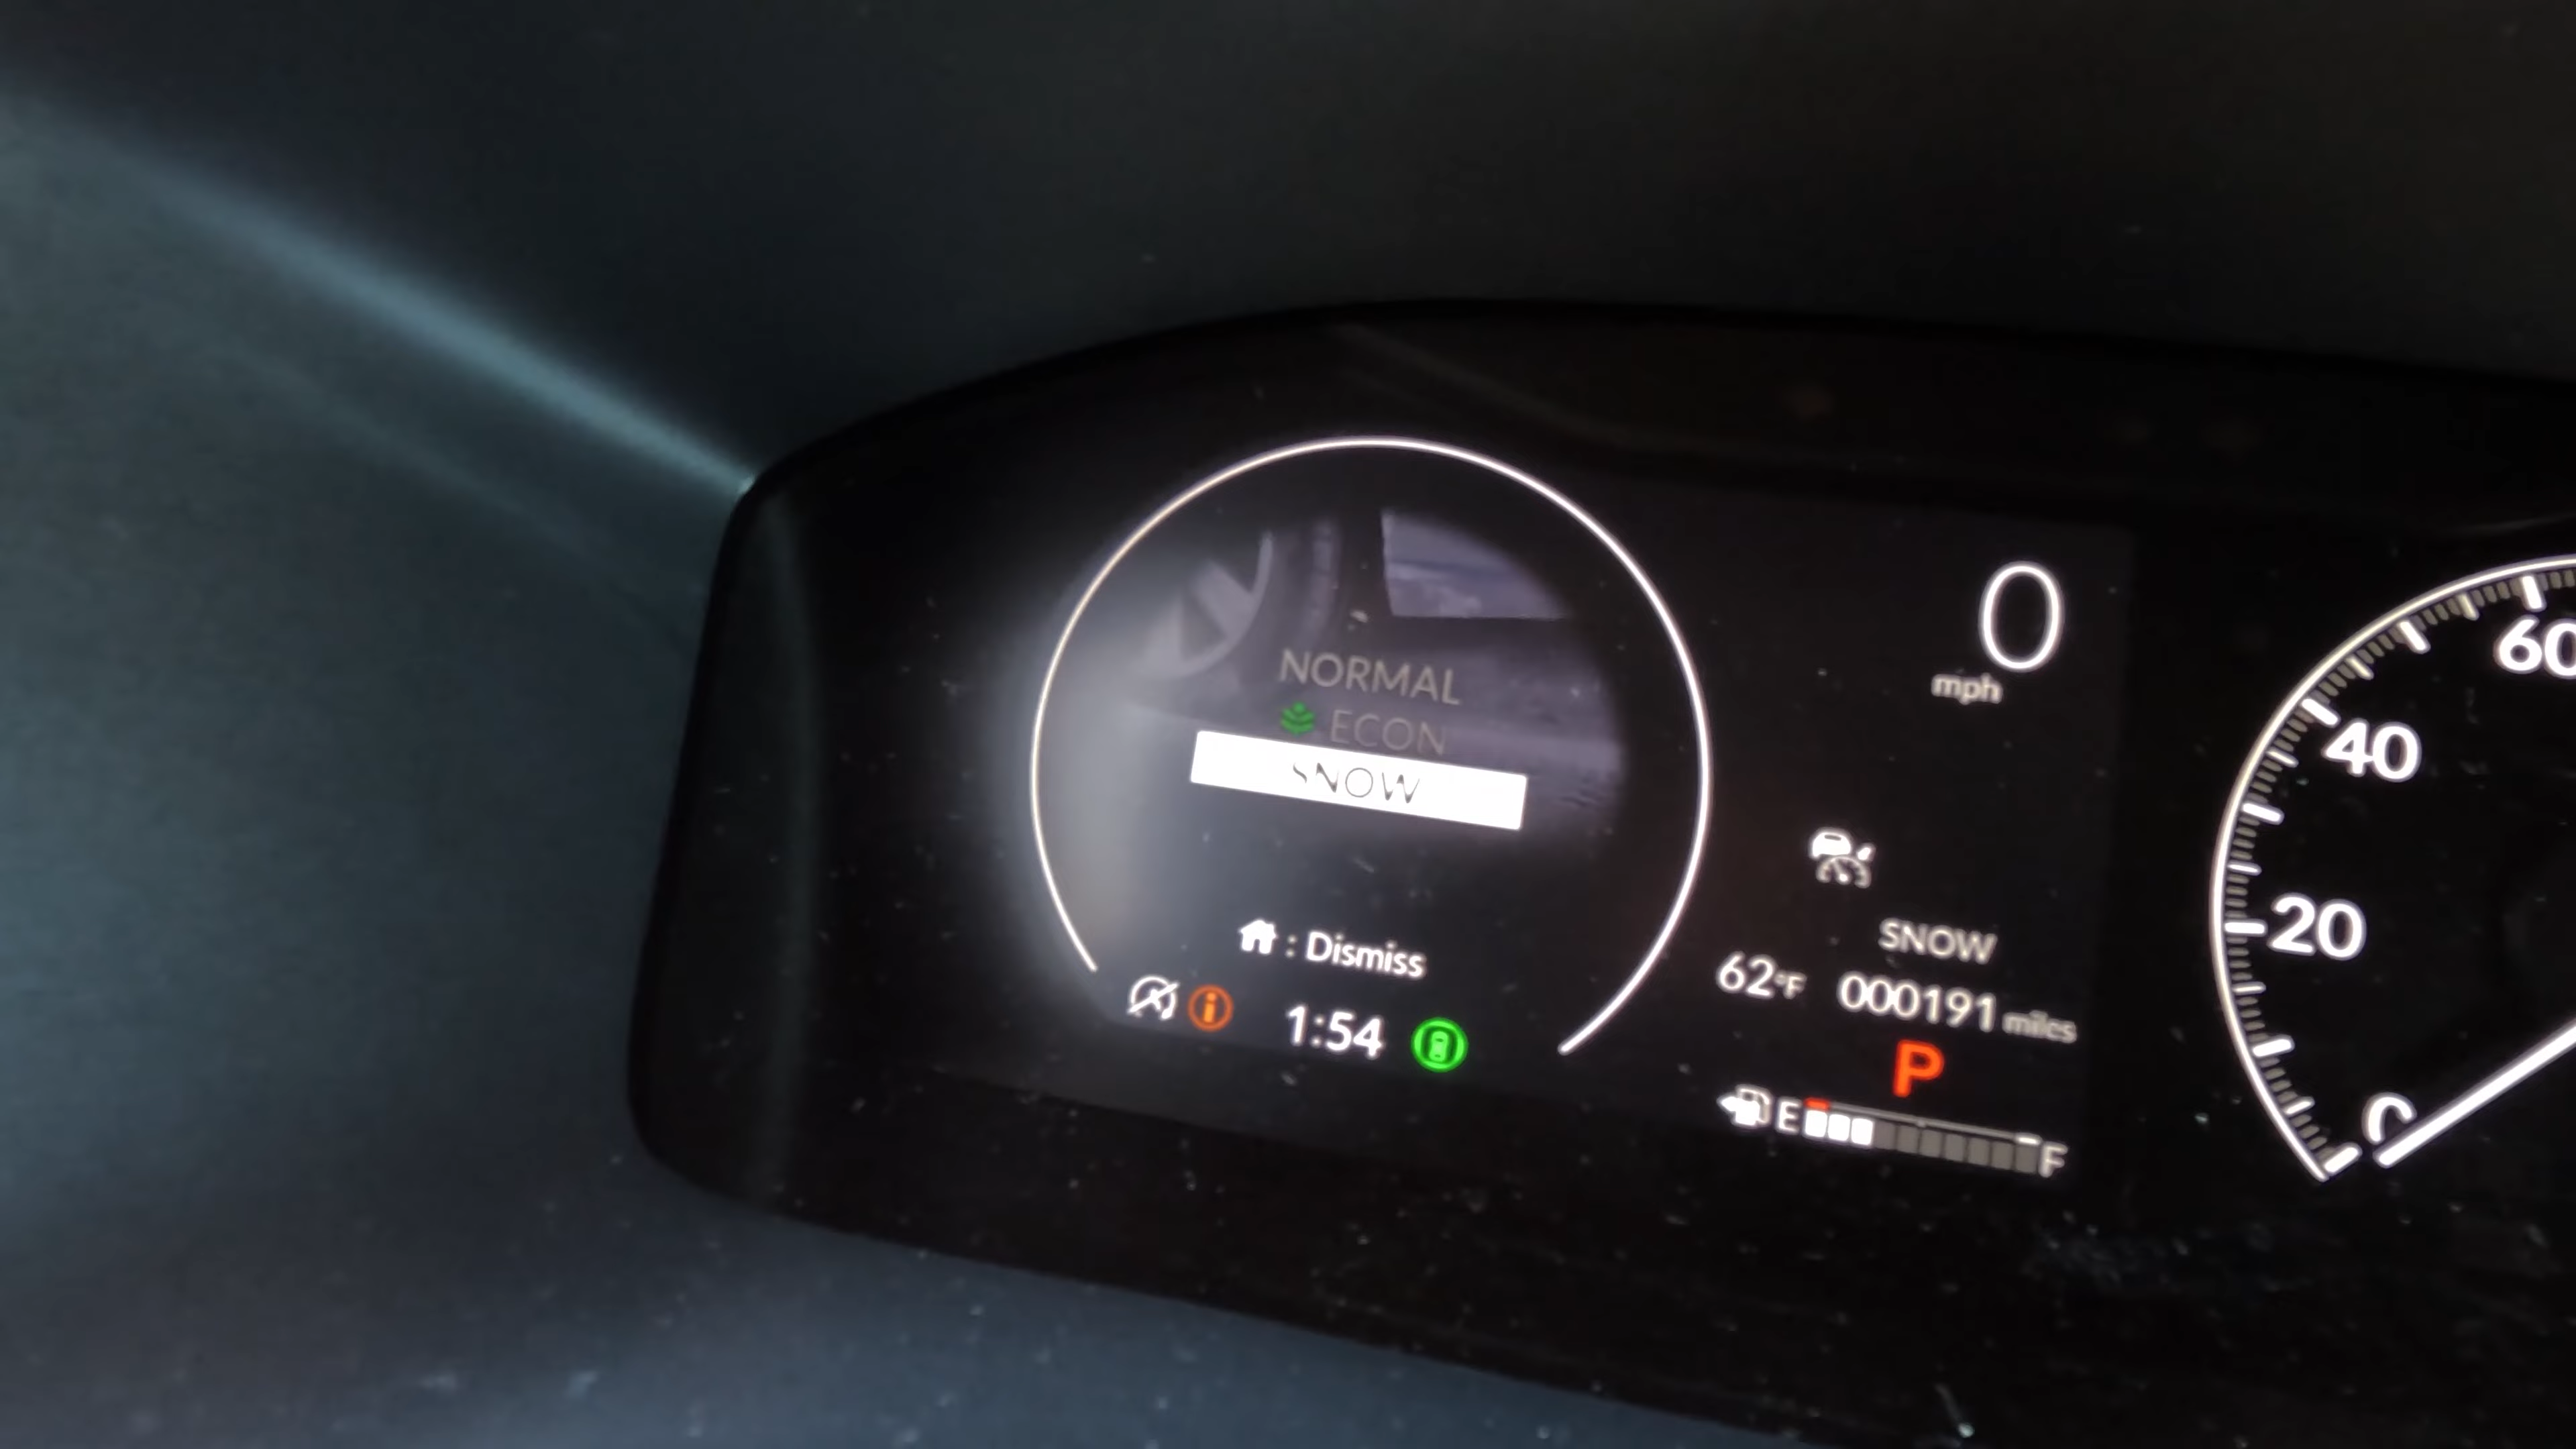 NORMAL
ECON
SNOW
: Dismiss
1:54
0
mph
SNOW
62°F 000191 miles
P
E F
60
40
20
0